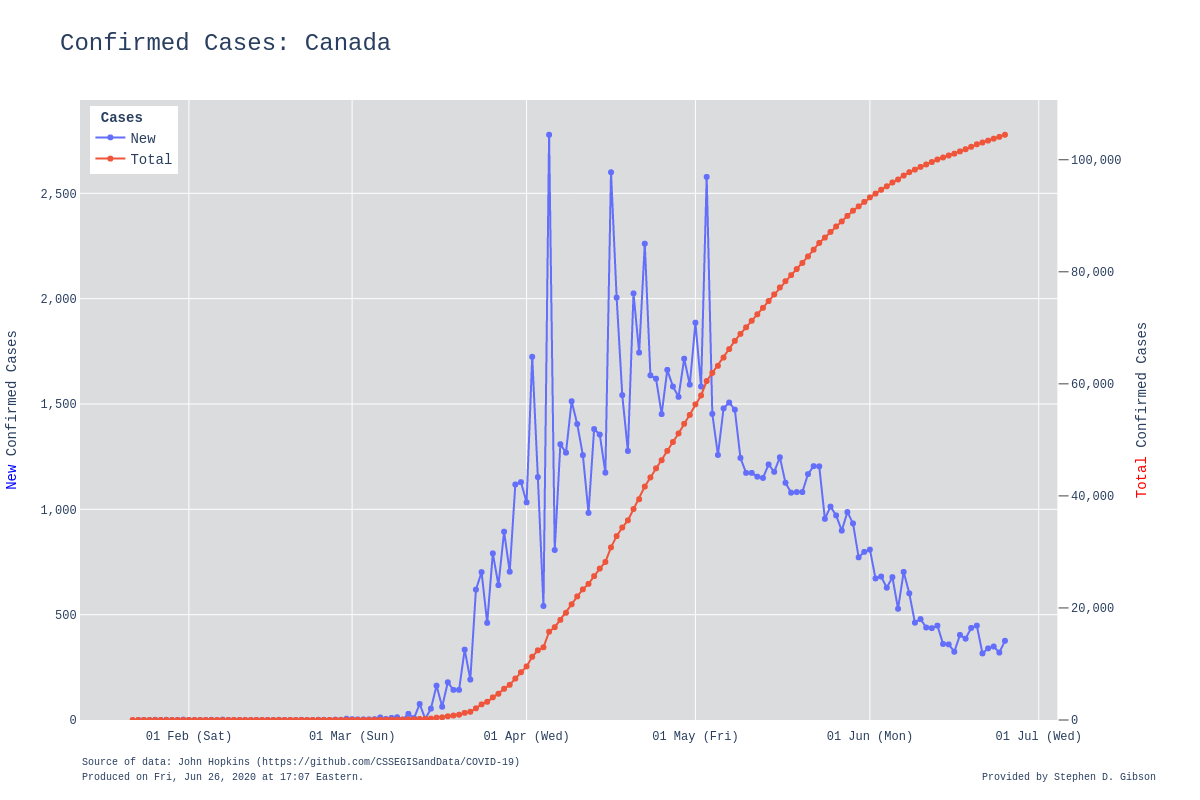 Confirmed Cases: Canada
Cases
New
Total
2,500
2,000
1,500
1,000
500
0
100,000
80,000
60,000
40,000
20,000
0
New Confirmed Cases
Total Confirmed Cases
01 Feb (Sat)
01 Mar (Sun)
01 Apr (Wed)
01 May (Fri)
01 Jun (Mon)
01 Jul (Wed)
Source of data: John Hopkins (https://github.com/CSSEGISandData/COVID-19)
Produced on Fri, Jun 26, 2020 at 17:07 Eastern.
Provided by Stephen D. Gibson